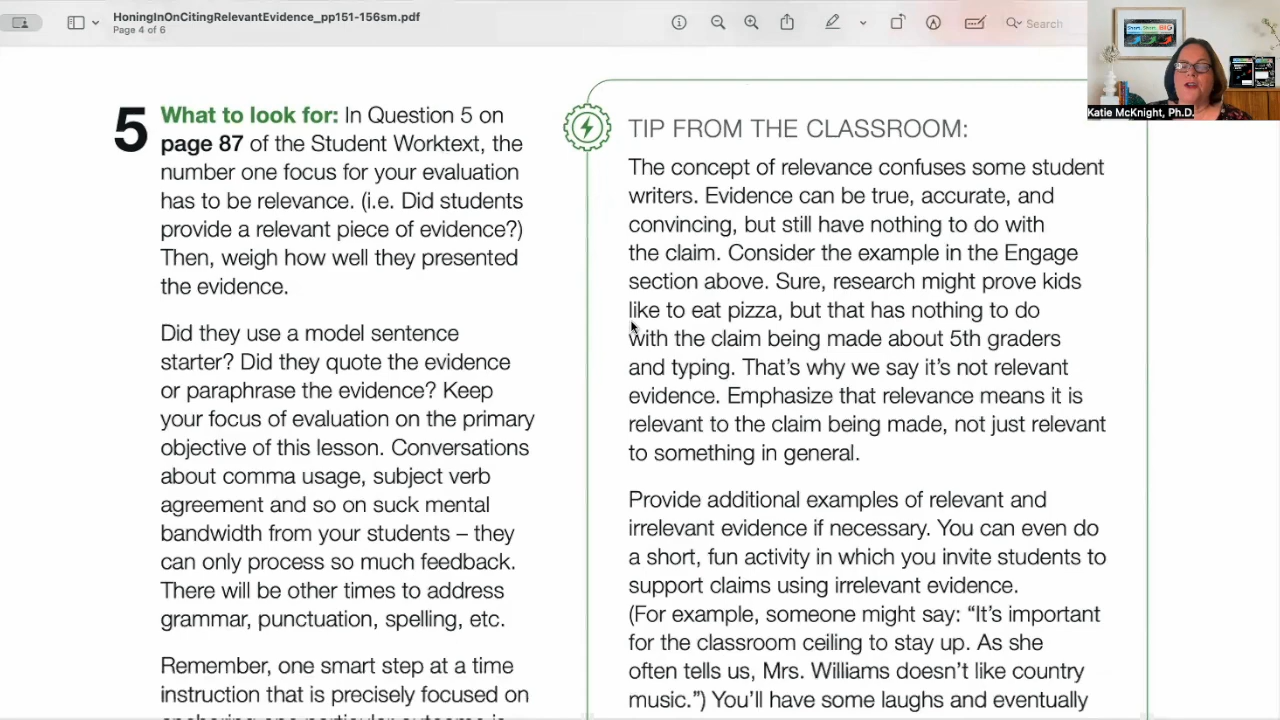 HoningInOnCitingRelevantEvidence_pp151-156sm.pdf
Page 4 of 6
Search
Katie McKnight, Ph.D.
5
What to look for: In Question 5 on
page 87 of the Student Worktext, the
number one focus for your evaluation
has to be relevance. (i.e. Did students
provide a relevant piece of evidence?)
Then, weigh how well they presented
the evidence.
Did they use a model sentence
starter? Did they quote the evidence
or paraphrase the evidence? Keep
your focus of evaluation on the primary
objective of this lesson. Conversations
about comma usage, subject verb
agreement and so on suck mental
bandwidth from your students – they
can only process so much feedback.
There will be other times to address
grammar, punctuation, spelling, etc.
Remember, one smart step at a time
instruction that is precisely focused on
TIP FROM THE CLASSROOM:
The concept of relevance confuses some student
writers. Evidence can be true, accurate, and
convincing, but still have nothing to do with
the claim. Consider the example in the Engage
section above. Sure, research might prove kids
like to eat pizza, but that has nothing to do
with the claim being made about 5th graders
and typing. That’s why we say it’s not relevant
evidence. Emphasize that relevance means it is
relevant to the claim being made, not just relevant
to something in general.
Provide additional examples of relevant and
irrelevant evidence if necessary. You can even do
a short, fun activity in which you invite students to
support claims using irrelevant evidence.
(For example, someone might say: “It’s important
for the classroom ceiling to stay up. As she
often tells us, Mrs. Williams doesn’t like country
music.”) You’ll have some laughs and eventually